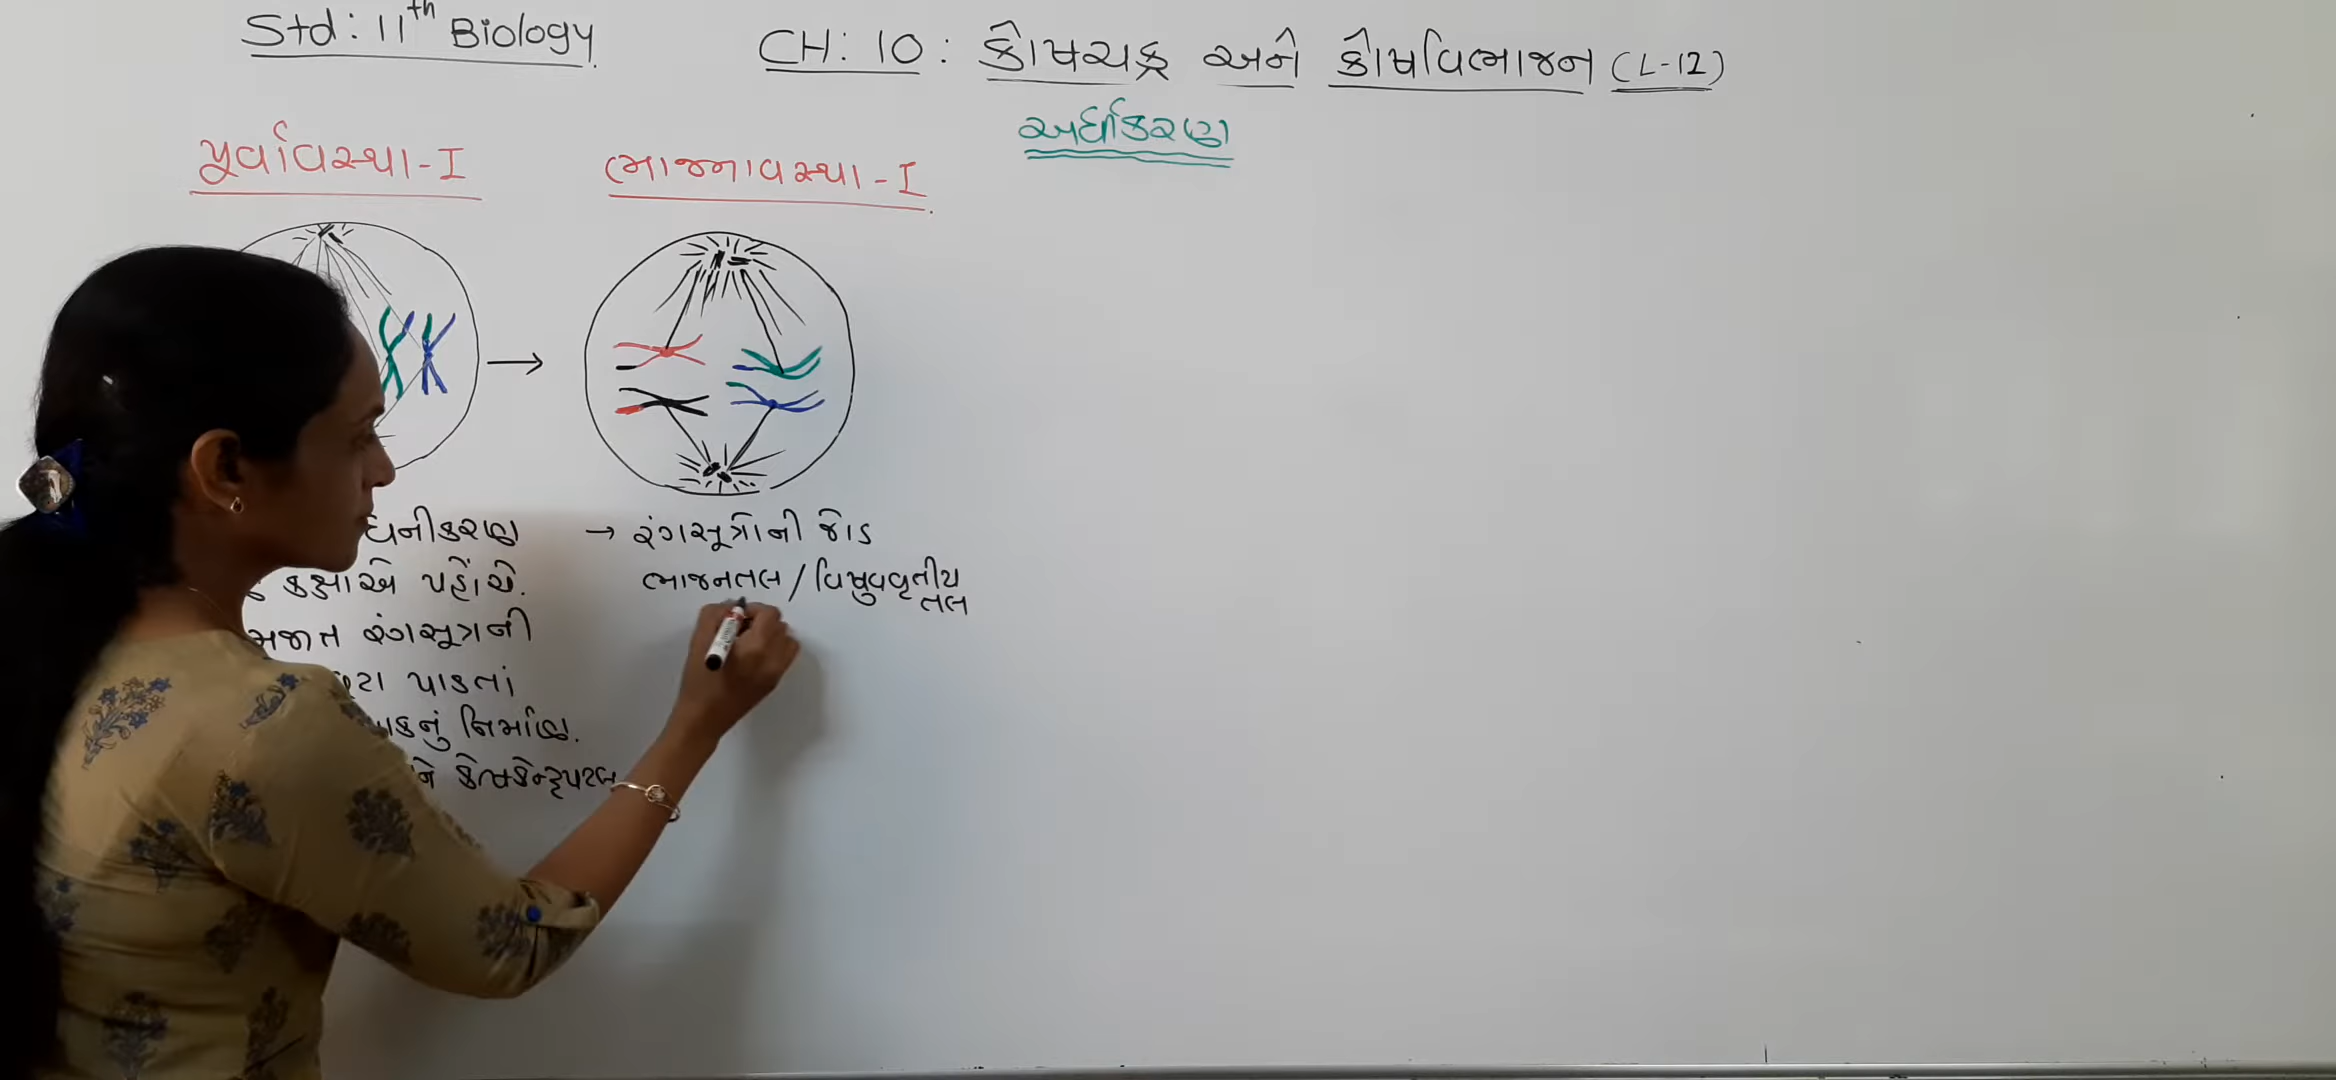 Std: 11th Biology
CH: 10: કોષચક્ર અને કોષવિભાજન (L-12)
અર્ધીકરણ
પૂર્વાવસ્થા-I
ભાજનાવસ્થા-I
ઘનીકરણ
કક્ષાએ પહોંચે.
રંગસૂત્રની
પાડતાં
નિર્માણ.
→ રંગસૂત્રોની જોડ
ભાજનતલ / વિષુવવૃતીય
તલ